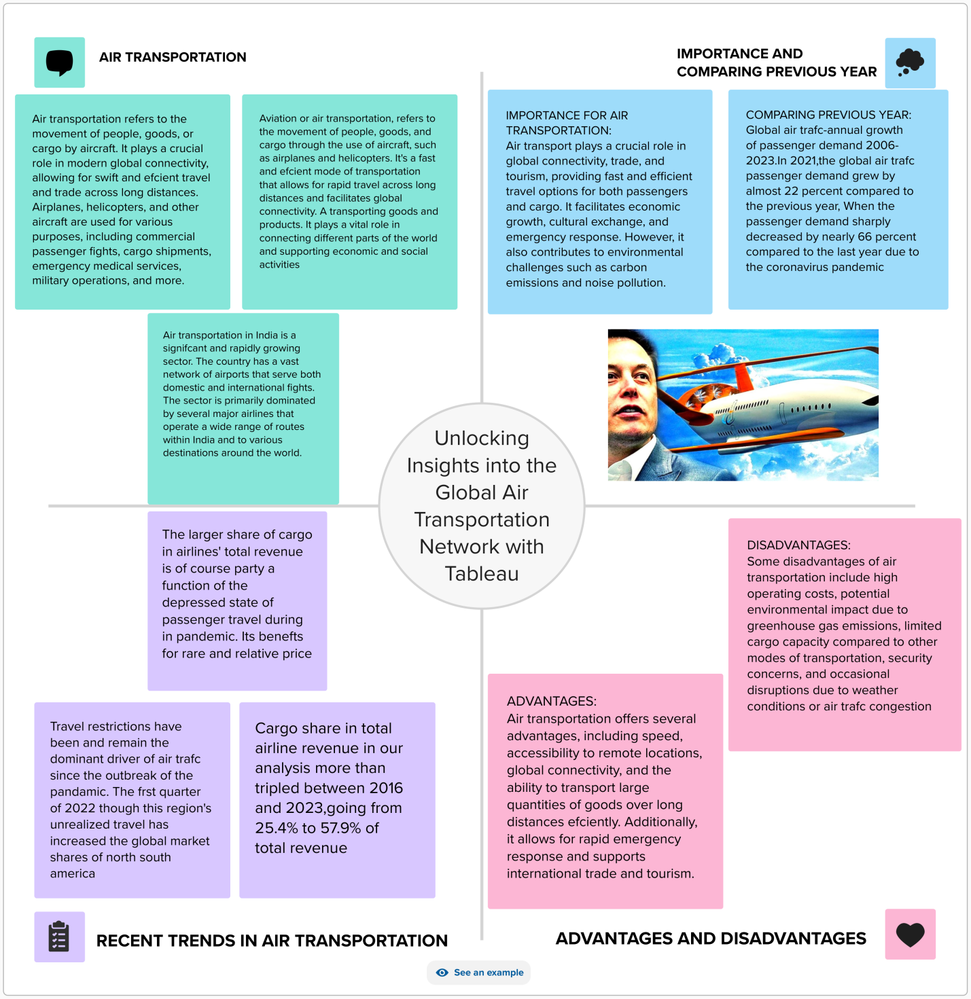 AIR TRANSPORTATION
Air transportation refers to the
movement of people, goods, or
cargo by aircraft. It plays a crucial
role in modern global connectivity,
allowing for swift and efcient travel
and trade across long distances.
Airplanes, helicopters, and other
aircraft are used for various
purposes, including commercial
passenger fights, cargo shipments,
emergency medical services,
military operations, and more.
Aviation or air transportation, refers to
the movement of people, goods, and
cargo through the use of aircraft, such
as airplanes and helicopters. It's a fast
and efcient mode of transportation
that allows for rapid travel across long
distances and facilitates global
connectivity. A transporting goods and
products. It plays a vital role in
connecting different parts of the world
and supporting economic and social
activities
Air transportation in India is a
signifcant and rapidly growing
sector. The country has a vast
network of airports that serve both
domestic and international fights.
The sector is primarily dominated
by several major airlines that
operate a wide range of routes
within India and to various
destinations around the world.
IMPORTANCE AND
COMPARING PREVIOUS YEAR
IMPORTANCE FOR AIR
TRANSPORTATION:
Air transport plays a crucial role in
global connectivity, trade, and
tourism, providing fast and efficient
travel options for both passengers
and cargo. It facilitates economic
growth, cultural exchange, and
emergency response. However, it
also contributes to environmental
challenges such as carbon
emissions and noise pollution.
COMPARING PREVIOUS YEAR:
Global air trafc-annual growth
of passenger demand 2006-
2023.In 2021,the global air trafc
passenger demand grew by
almost 22 percent compared to
the previous year, When the
passenger demand sharply
decreased by nearly 66 percent
compared to the last year due to
the coronavirus pandemic
Unlocking
Insights into the
Global Air
Transportation
Network with
Tableau
The larger share of cargo
in airlines' total revenue
is of course party a
function of the
depressed state of
passenger travel during
in pandemic. Its benefts
for rare and relative price
Travel restrictions have
been and remain the
dominant driver of air trafc
since the outbreak of the
pandamic. The frst quarter
of 2022 though this region's
unrealized travel has
increased the global market
shares of north south
america
Cargo share in total
airline revenue in our
analysis more than
tripled between 2016
and 2023,going from
25.4% to 57.9% of
total revenue
RECENT TRENDS IN AIR TRANSPORTATION
DISADVANTAGES:
Some disadvantages of air
transportation include high
operating costs, potential
environmental impact due to
greenhouse gas emissions, limited
cargo capacity compared to other
modes of transportation, security
concerns, and occasional
disruptions due to weather
conditions or air trafc congestion
ADVANTAGES:
Air transportation offers several
advantages, including speed,
accessibility to remote locations,
global connectivity, and the
ability to transport large
quantities of goods over long
distances efciently. Additionally,
it allows for rapid emergency
response and supports
international trade and tourism.
ADVANTAGES AND DISADVANTAGES
See an example